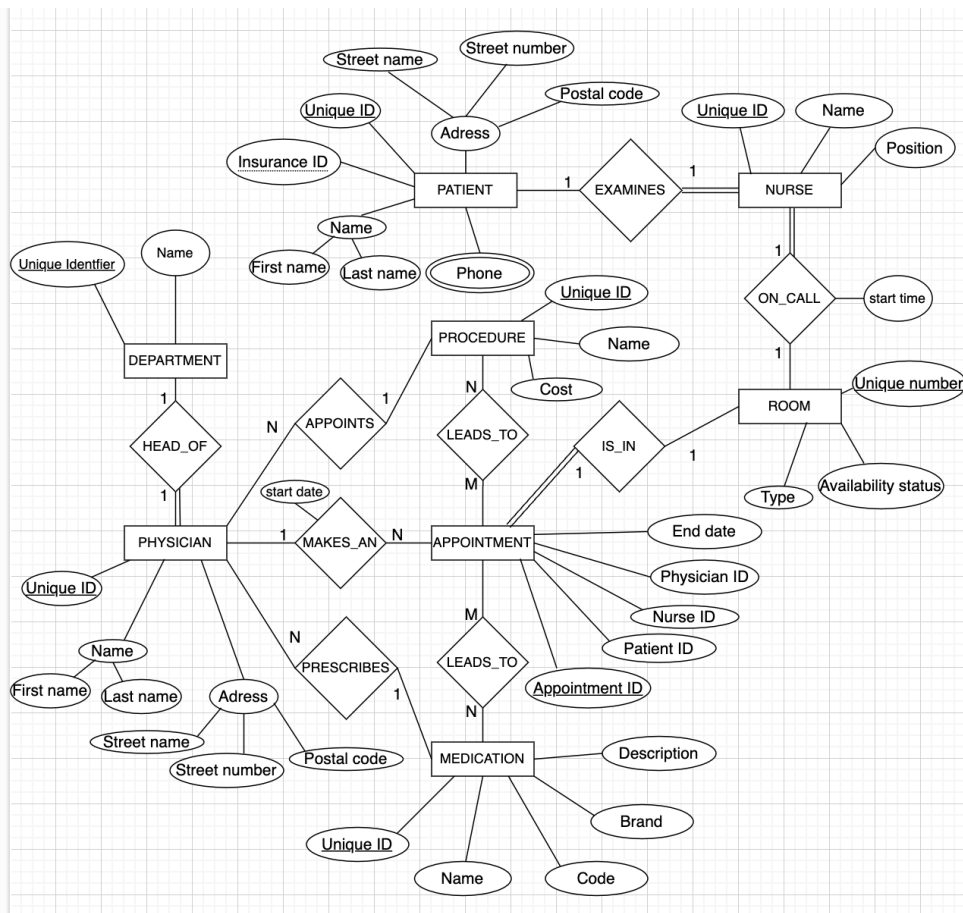 Street number
Street name
Postal code
Unique ID
Adress
Unique ID
Name
Insurance ID
Position
PATIENT
1
EXAMINES
1
NURSE
Name
First name
Last name
Phone
Unique Identfier
Name
1
ON_CALL
start time
1
Unique ID
PROCEDURE
Name
Cost
DEPARTMENT
1
HEAD_OF
1
N
APPOINTS
1
N
LEADS_TO
M
IS_IN
1
1
ROOM
Unique number
Type
Availability status
start date
PHYSICIAN
1
MAKES_AN
N
APPOINTMENT
End date
Physician ID
Nurse ID
Patient ID
Appointment ID
Unique ID
Name
First name
Last name
Adress
Street name
Street number
Postal code
N
PRESCRIBES
1
M
LEADS_TO
N
MEDICATION
Description
Brand
Unique ID
Name
Code